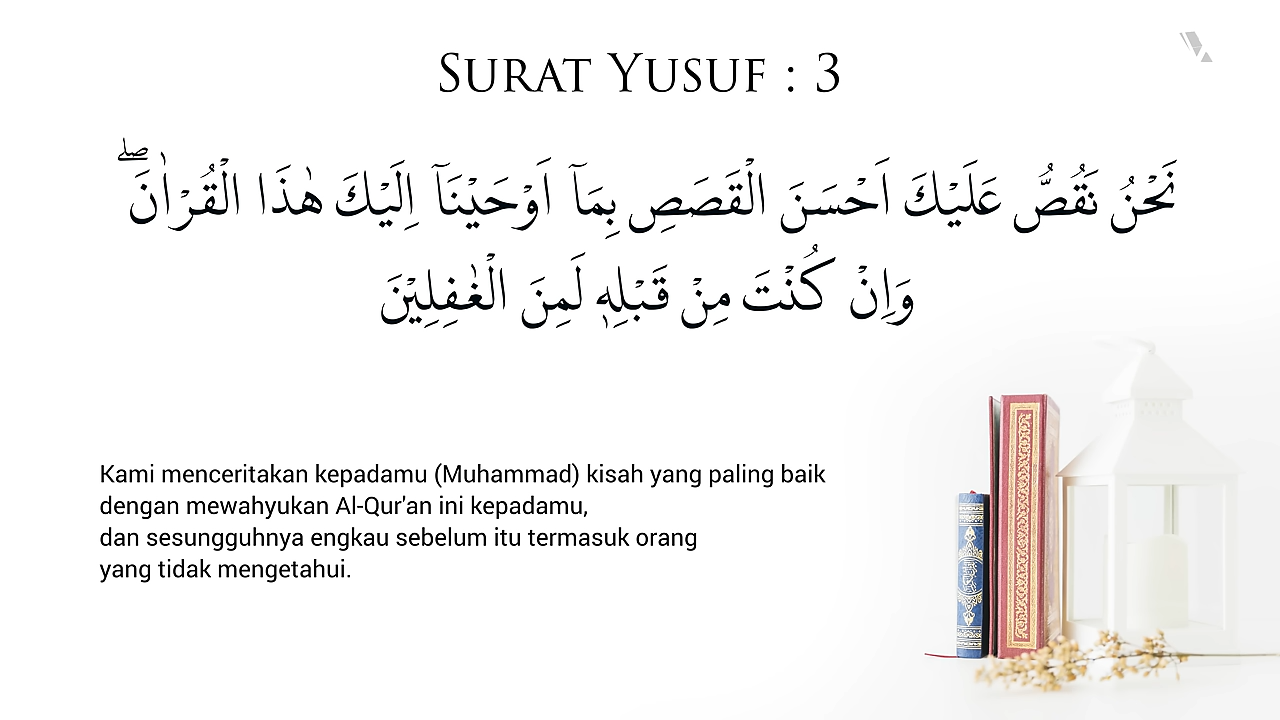 SURAT YUSUF : 3
نَحْنُ نَقُصُّ عَلَيْكَ اَحْسَنَ الْقَصَصِ بِمَآ اَوْحَيْنَآ اِلَيْكَ هٰذَا الْقُرْاٰنَۖ
وَاِنْ كُنْتَ مِنْ قَبْلِهٖ لَمِنَ الْغٰفِلِيْنَ
Kami menceritakan kepadamu (Muhammad) kisah yang paling baik
dengan mewahyukan Al-Qur'an ini kepadamu,
dan sesungguhnya engkau sebelum itu termasuk orang
yang tidak mengetahui.